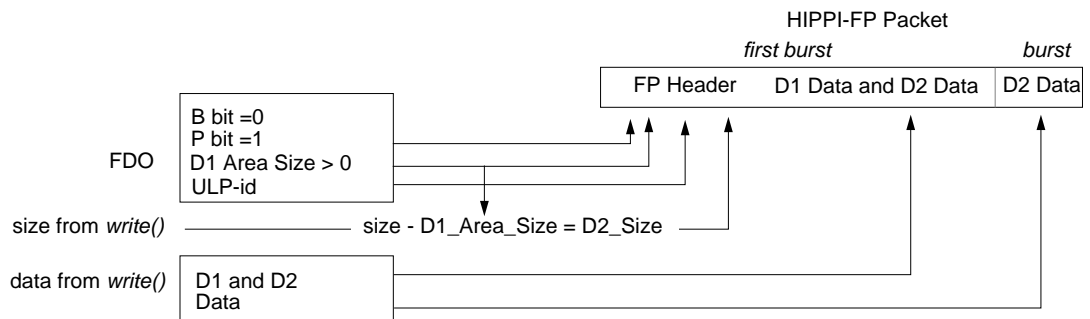 HIPPI-FP Packet
first burst burst
FP Header D1 Data and D2 Data D2 Data
B bit =0
P bit =1
FDO D1 Area Size > 0
ULP-id
size from write() size - D1_Area_Size = D2_Size
data from write() D1 and D2
Data